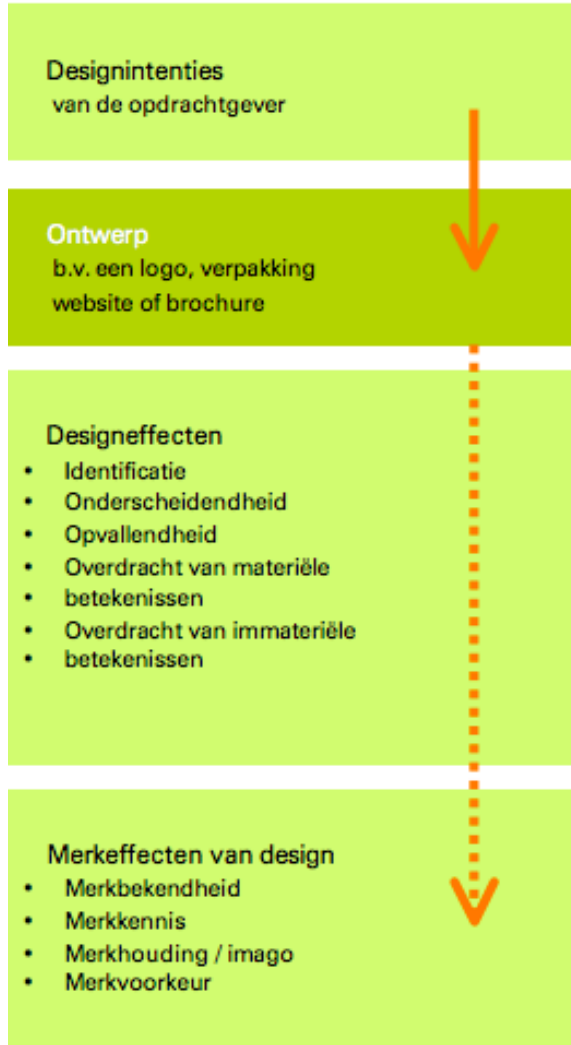 Designintenties
van de opdrachtgever
Ontwerp
b.v. een logo, verpakking
website of brochure
Designeffecten
• Identificatie
• Onderscheidendheid
• Opvallendheid
• Overdracht van materiële
• betekenissen
• Overdracht van immateriële
• betekenissen
Merkeffecten van design
• Merkbekendheid
• Merkkennis
• Merkhouding / imago
• Merkvoorkeur